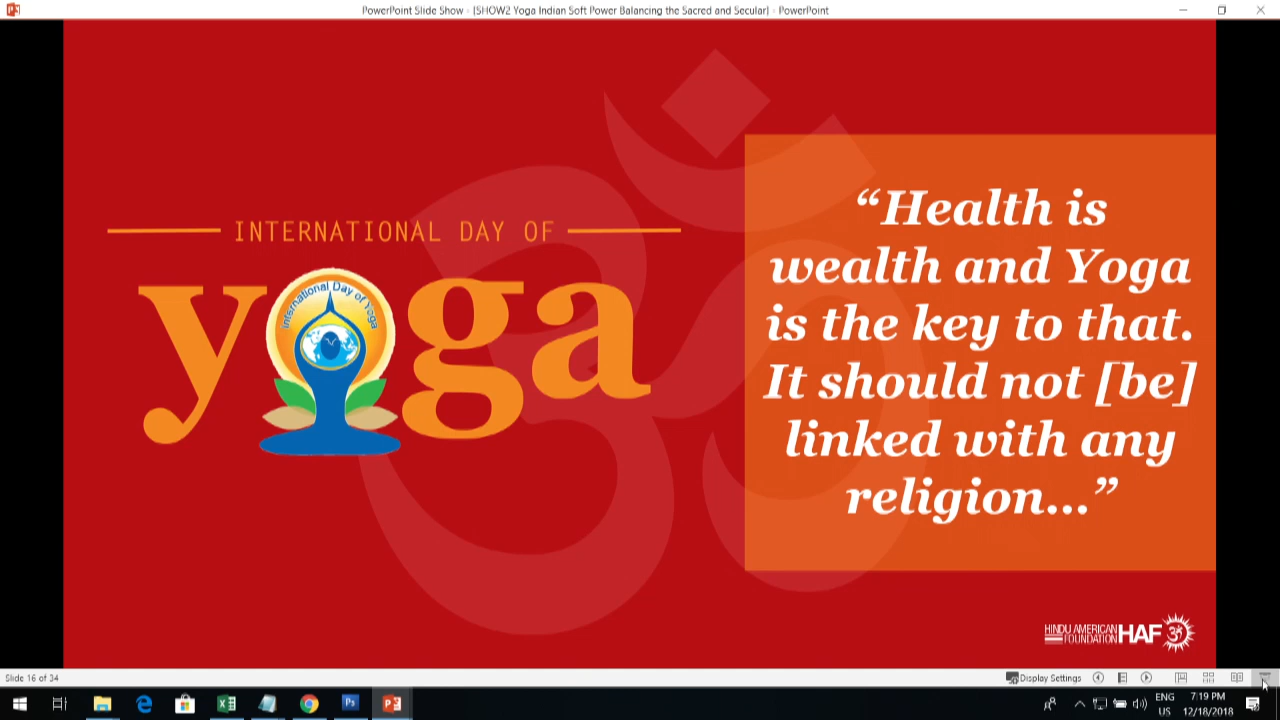 PowerPoint Slide Show - [SHOW2 Yoga Indian Soft Power Balancing the Sacred and Secular] - PowerPoint
INTERNATIONAL DAY OF
yoga
International Day of Yoga
“Health is
wealth and Yoga
is the key to that.
It should not [be]
linked with any
religion...”
HINDU AMERICAN
FOUNDATION
HAF
ॐ
Slide 16 of 34
Display Settings
ENG
US
7:19 PM
12/18/2018